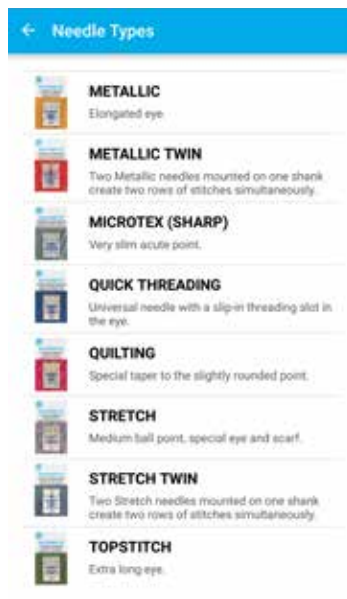 Needle Types
METALLIC
Elongated eye
METALLIC TWIN
Two Metallic needles mounted on one shank
create two rows of stitches simultaneously.
MICROTEX (SHARP)
Very slim acute point.
QUICK THREADING
Universal needle with a slip-in threading slot in
the eye.
QUILTING
Special taper to the slightly rounded point.
STRETCH
Medium ball point, special eye and scarf.
STRETCH TWIN
Two Stretch needles mounted on one shank
create two rows of stitches simultaneously.
TOPSTITCH
Extra long eye.